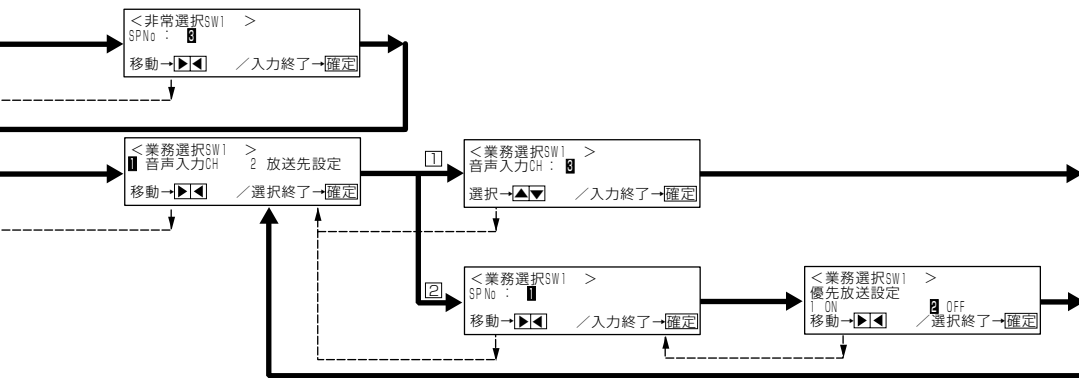 ＜非常選択SW1　＞
SPNo : 3
移動→▶◀　／入力終了→確定
＜業務選択SW1　＞
1 音声入力CH　2 放送先設定
移動→▶◀　／選択終了→確定
1
＜業務選択SW1　＞
音声入力CH : 3
選択→▲▼　／入力終了→確定
2
＜業務選択SW1　＞
SPNo : 1
移動→▶◀　／入力終了→確定
＜業務選択SW1　＞
優先放送設定
1 ON　2 OFF
移動→▶◀　／選択終了→確定